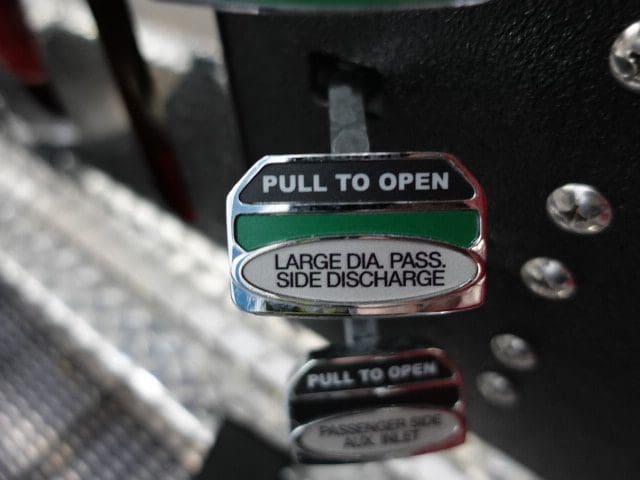 PULL TO OPEN
LARGE DIA. PASS.
SIDE DISCHARGE
PULL TO OPEN
PASSENGER SIDE
AUX. INLET